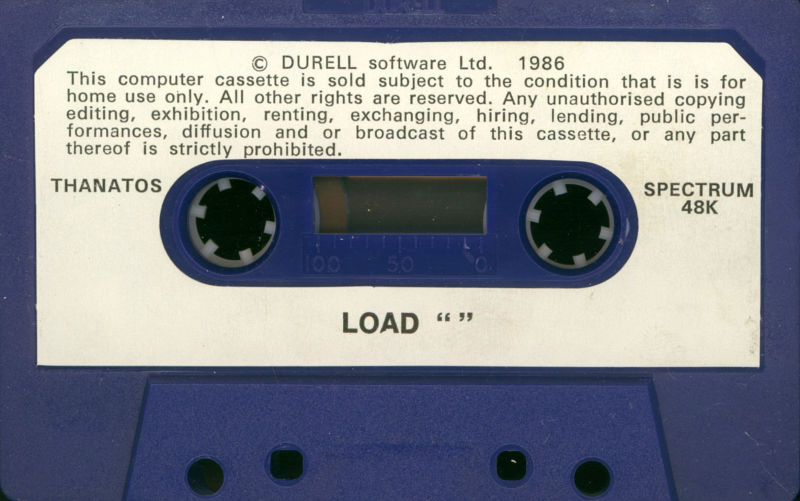 © DURELL software Ltd. 1986
This computer cassette is sold subject to the condition that is is for
home use only. All other rights are reserved. Any unauthorised copying
editing, exhibition, renting, exchanging, hiring, lending, public per-
formances, diffusion and or broadcast of this cassette, or any part
thereof is strictly prohibited.
THANATOS
SPECTRUM
48K
100 50 0
LOAD “ ”